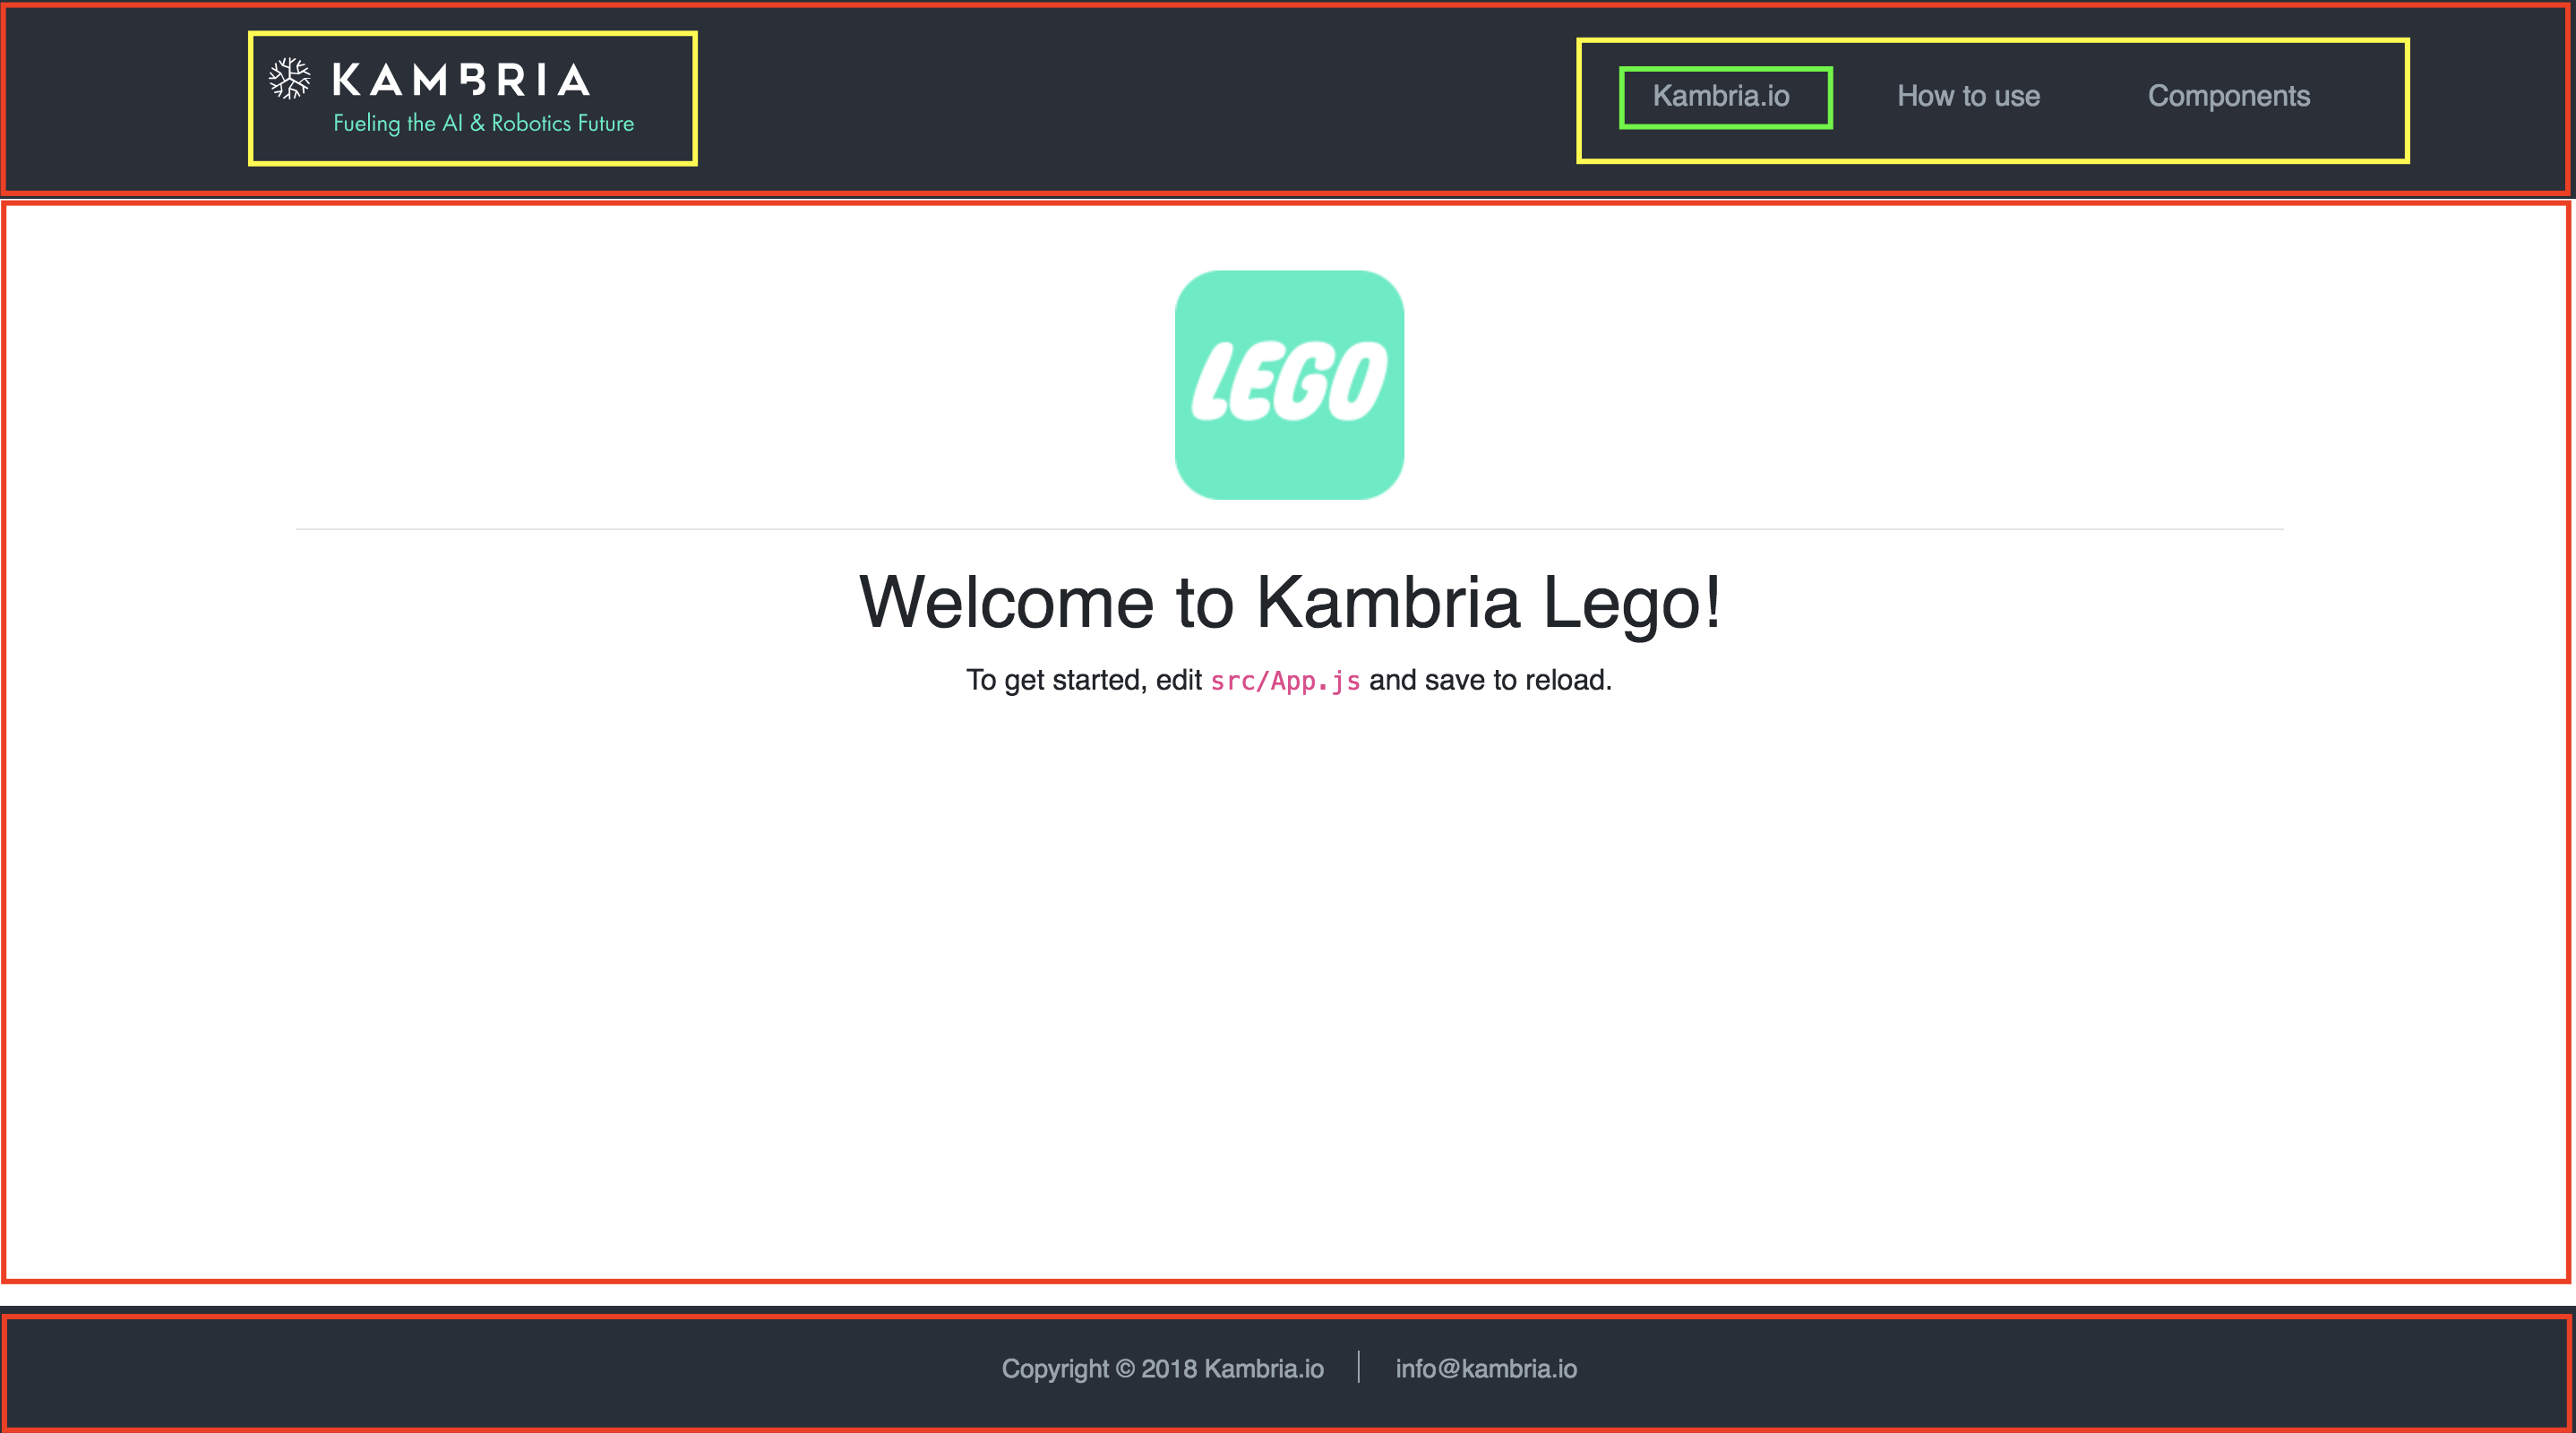 KAMBRIA
Fueling the AI & Robotics Future
Kambria.io How to use Components
LEGO
Welcome to Kambria Lego!
To get started, edit src/App.js and save to reload.
Copyright © 2018 Kambria.io | info@kambria.io